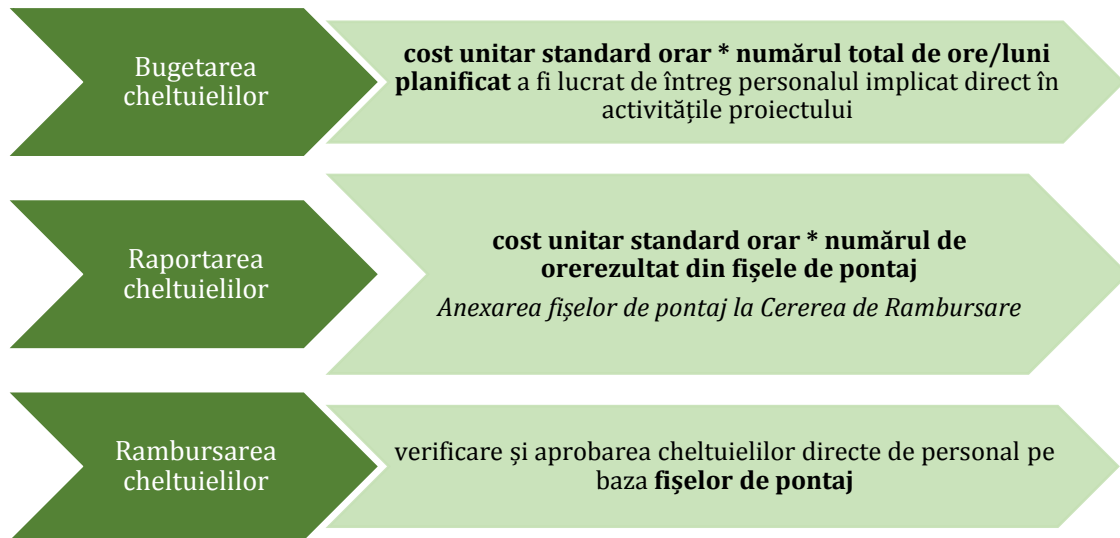 Bugetarea
cheltuielilor
cost unitar standard orar * numărul total de ore/luni
planificat a fi lucrat de întreg personalul implicat direct în
activitățile proiectului
Raportarea
cheltuielilor
cost unitar standard orar * numărul de
orerezultat din fișele de pontaj
Anexarea fișelor de pontaj la Cererea de Rambursare
Rambursarea
cheltuielilor
verificare și aprobarea cheltuielilor directe de personal pe
baza fișelor de pontaj